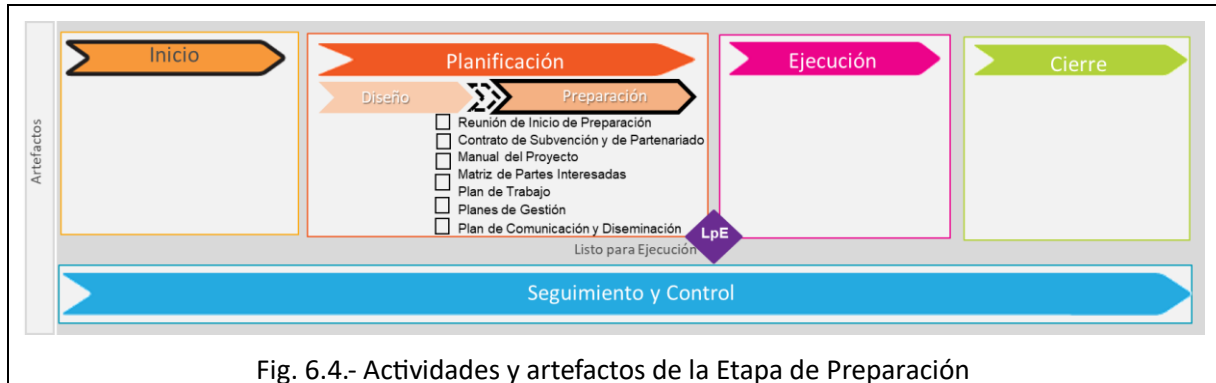 Artefactos
Inicio
Planificación
Diseño
Preparación
Reunión de Inicio de Preparación
Contrato de Subvención y de Partenariado
Manual del Proyecto
Matriz de Partes Interesadas
Plan de Trabajo
Planes de Gestión
Plan de Comunicación y Diseminación
LpE
Listo para Ejecución
Ejecución
Cierre
Seguimiento y Control
Fig. 6.4.- Actividades y artefactos de la Etapa de Preparación